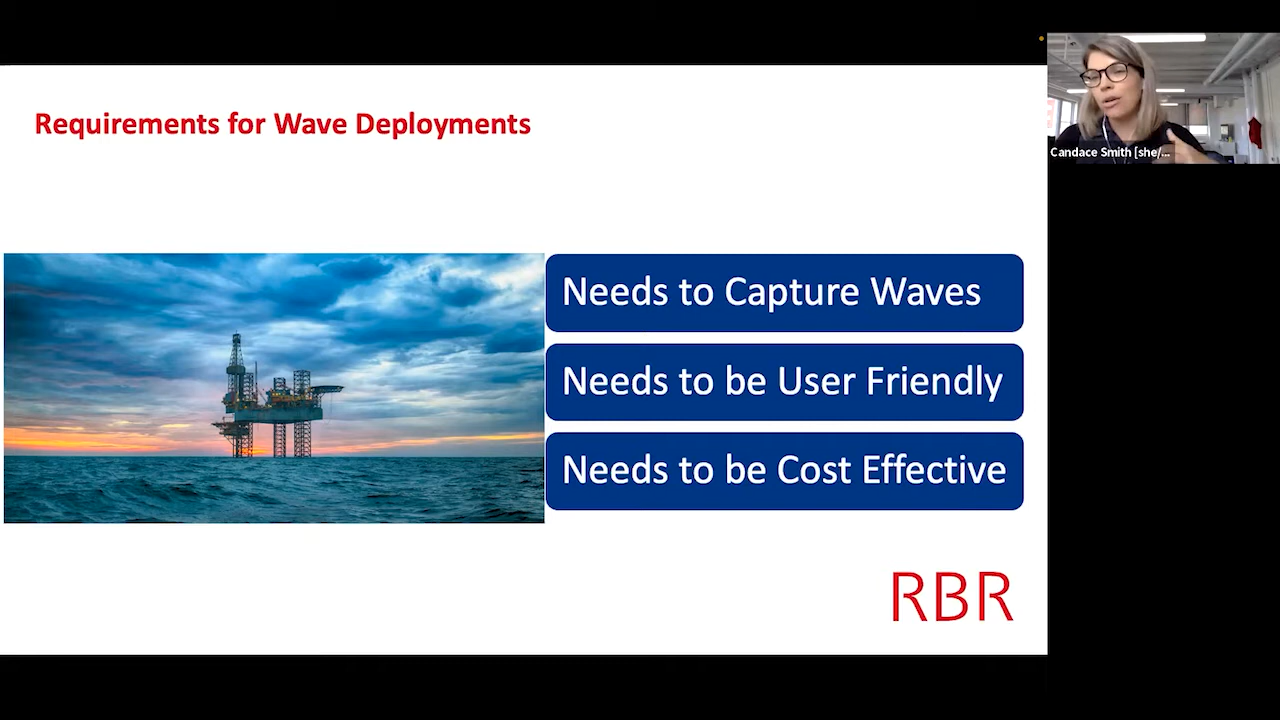 Requirements for Wave Deployments
Needs to Capture Waves
Needs to be User Friendly
Needs to be Cost Effective
RBR
Candace Smith [she/...